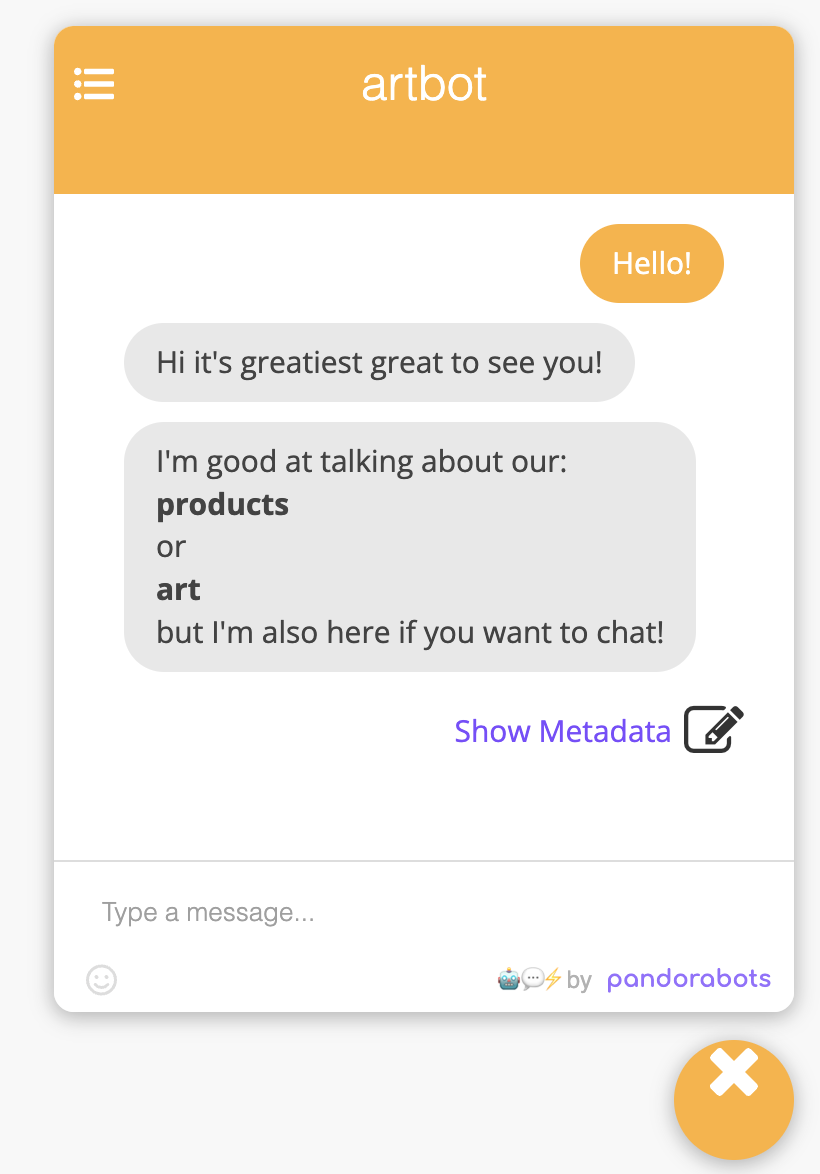 artbot
Hello!
Hi it's greatiest great to see you!
I'm good at talking about our:
products
or
art
but I'm also here if you want to chat!
Show Metadata
Type a message...
by pandorabots